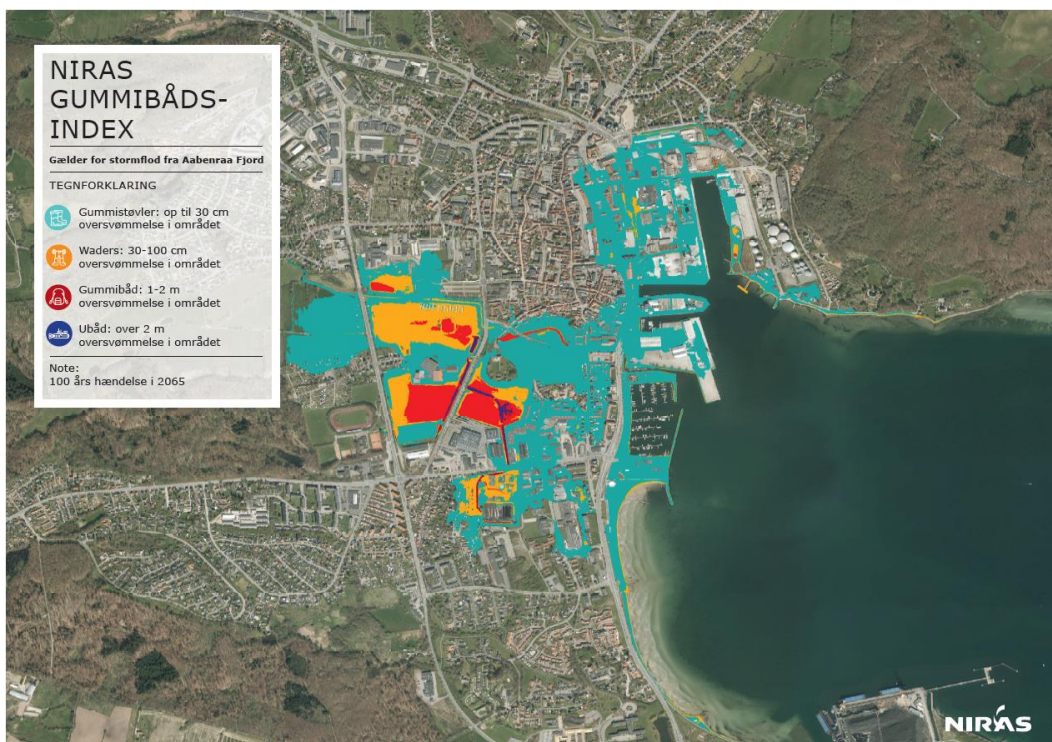 NIRAS
GUMMIBÅDS-
INDEX
Gælder for stormflod fra Aabenraa Fjord
TEGNFORKLARING
Gummistøvler: op til 30 cm
oversvømmelse i området
Waders: 30-100 cm
oversvømmelse i området
Gummibåd: 1-2 m
oversvømmelse i området
Ubåd: over 2 m
oversvømmelse i området
Note:
100 års hændelse i 2065
NIRAS